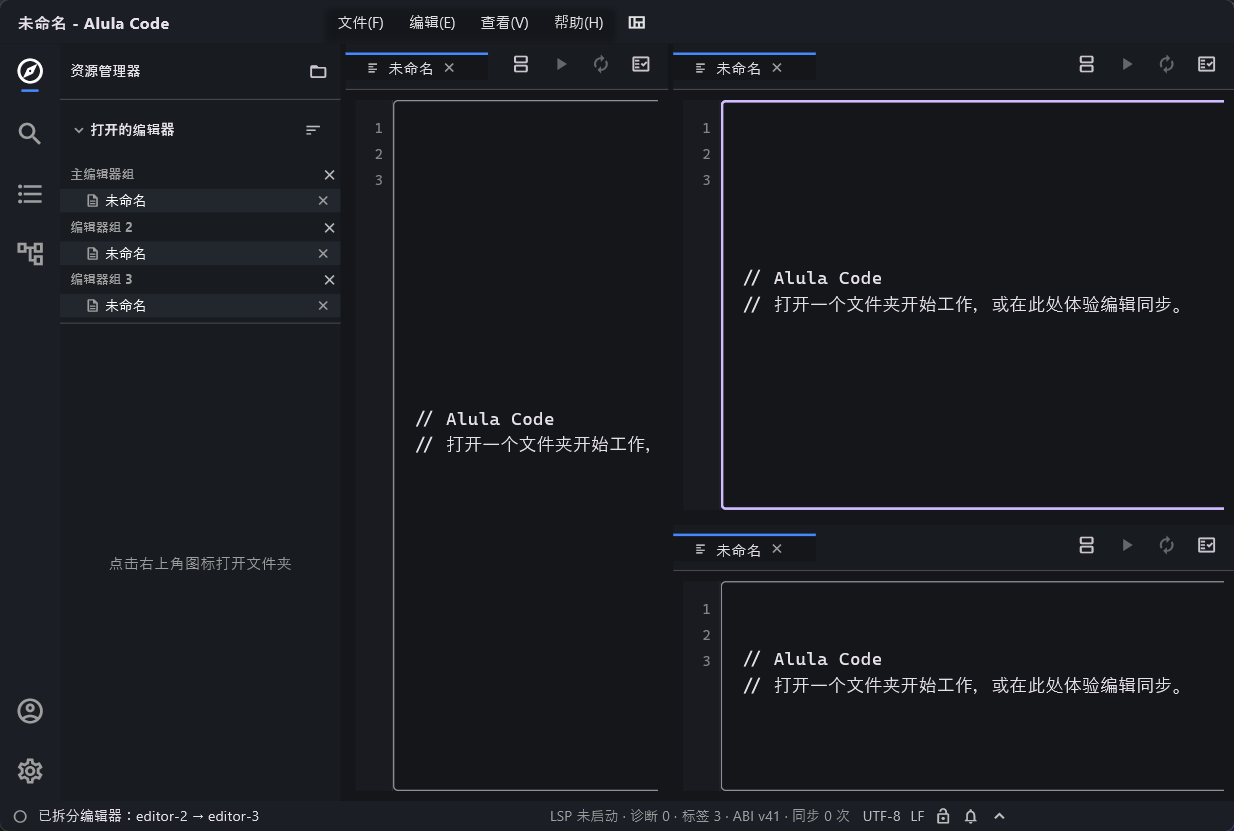 未命名 - Alula Code
文件(F) 编辑(E) 查看(V) 帮助(H)
资源管理器
打开的编辑器
主编辑器组
未命名
编辑器组 2
未命名
编辑器组 3
未命名
点击右上角图标打开文件夹
未命名
1
2
3
// Alula Code
// 打开一个文件夹开始工作,
未命名
1
2
3
// Alula Code
// 打开一个文件夹开始工作, 或在此处体验编辑同步。
未命名
1
2
3
// Alula Code
// 打开一个文件夹开始工作, 或在此处体验编辑同步。
已拆分编辑器：editor-2 → editor-3
LSP 未启动 · 诊断 0 · 标签 3 · ABI v41 · 同步 0 次 UTF-8 LF